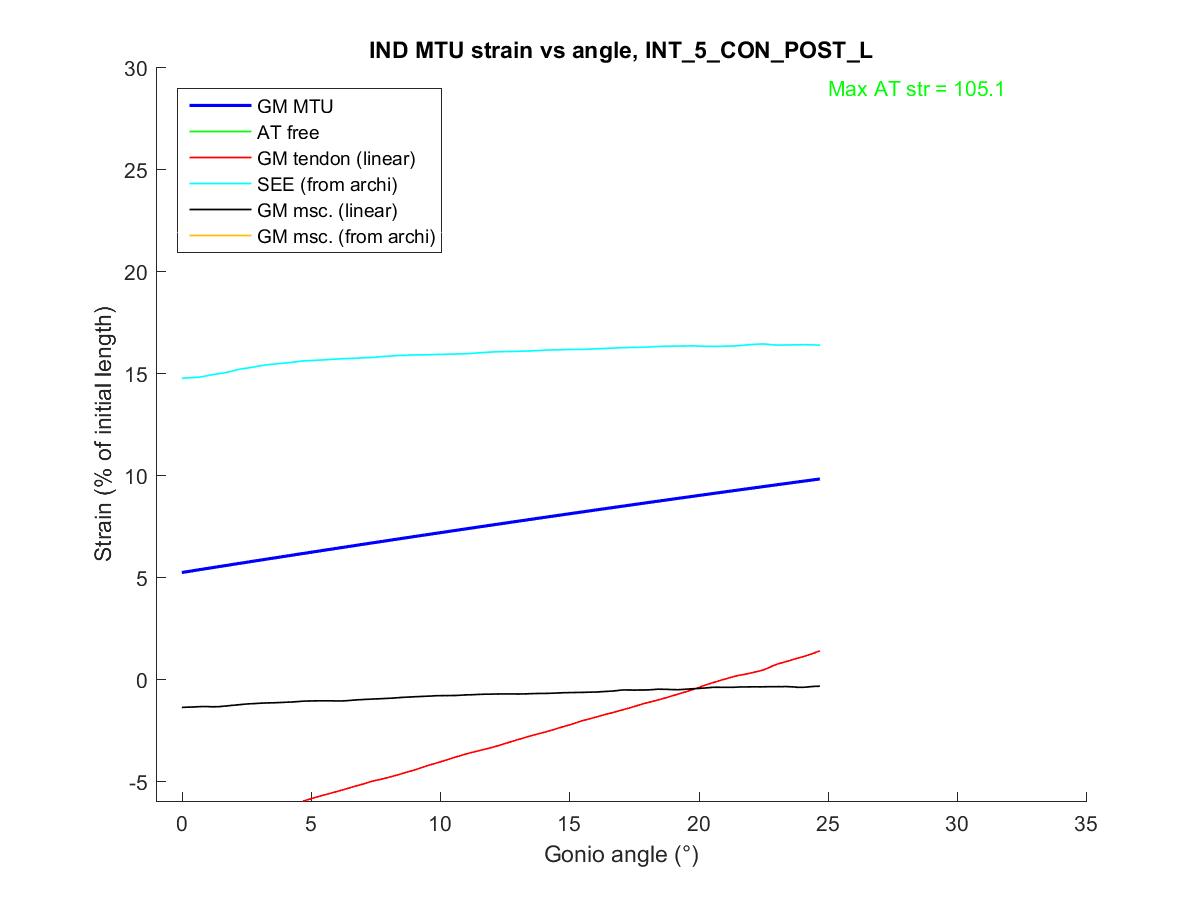 IND MTU strain vs angle, INT_5_CON_POST_L
Max AT str = 105.1
GM MTU
AT free
GM tendon (linear)
SEE (from archi)
GM msc. (linear)
GM msc. (from archi)
Strain (% of initial length)
30
25
20
15
10
5
0
-5
0 5 10 15 20 25 30 35
Gonio angle (°)